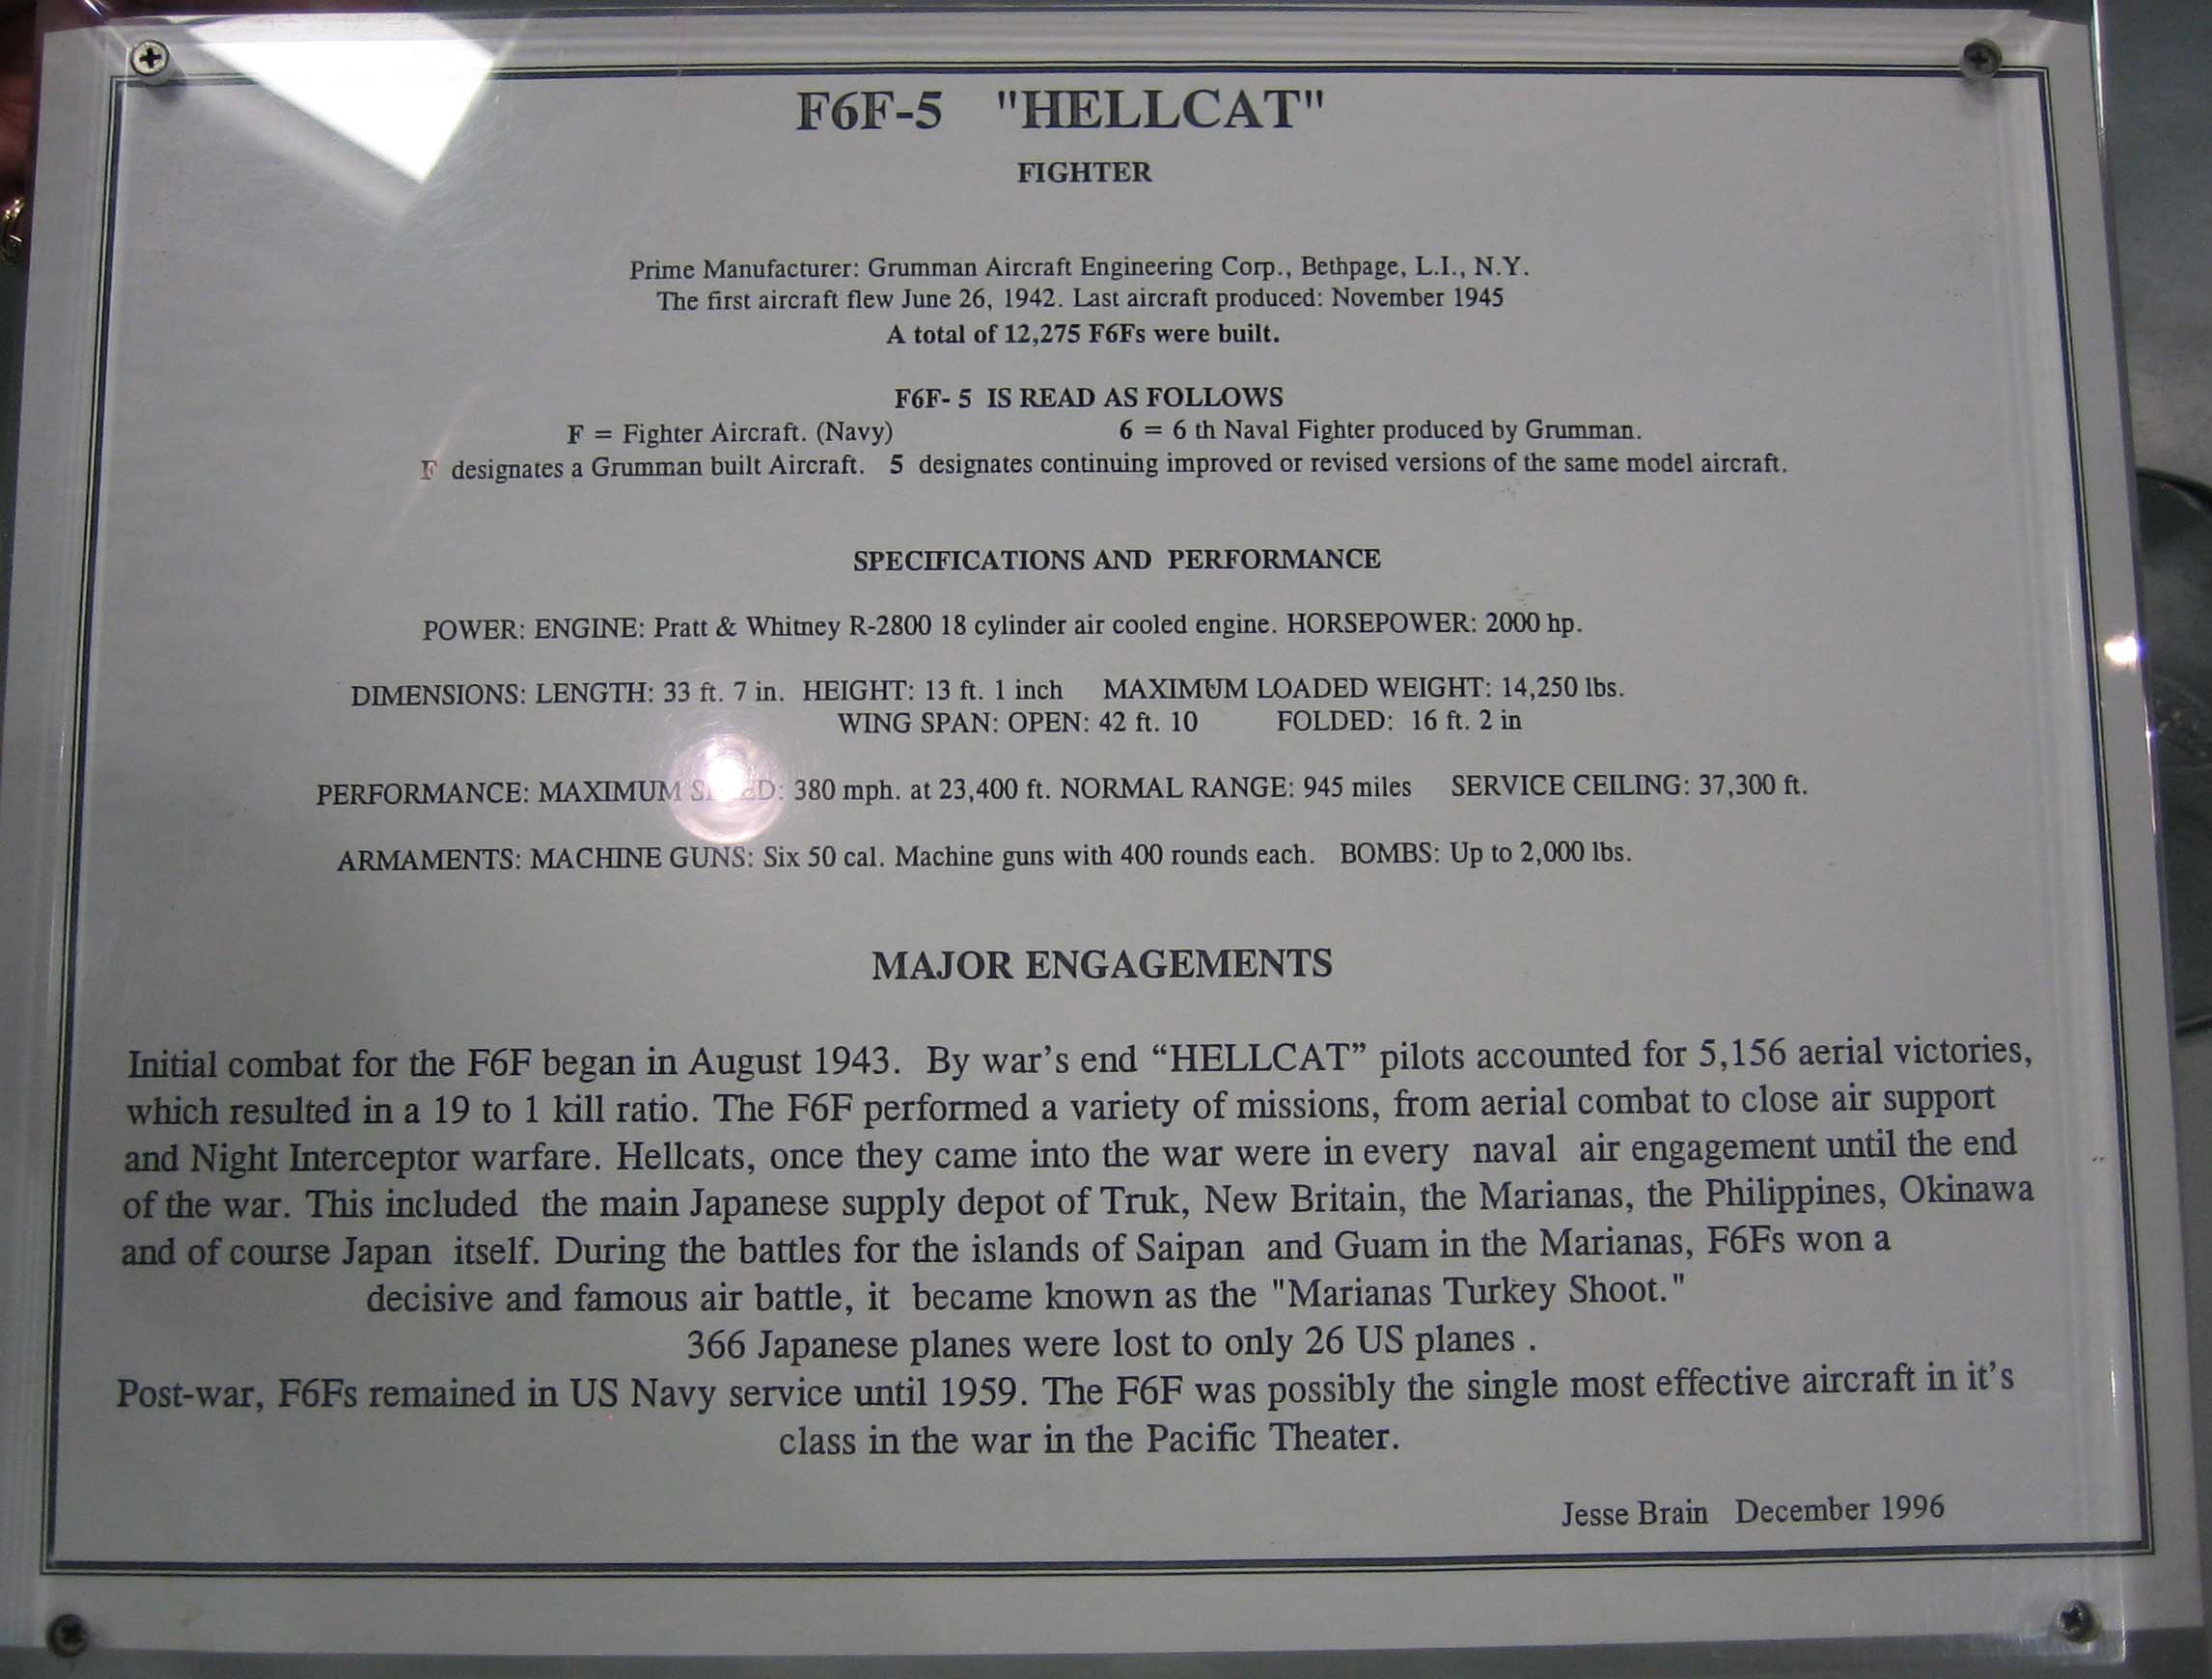 F6F-5 "HELLCAT"
FIGHTER
Prime Manufacturer: Grumman Aircraft Engineering Corp., Bethpage, L.I., N.Y.
The first aircraft flew June 26, 1942. Last aircraft produced: November 1945
A total of 12,275 F6Fs were built.
F6F- 5 IS READ AS FOLLOWS
F = Fighter Aircraft. (Navy) 6 = 6 th Naval Fighter produced by Grumman.
F designates a Grumman built Aircraft. 5 designates continuing improved or revised versions of the same model aircraft.
SPECIFICATIONS AND PERFORMANCE
POWER: ENGINE: Pratt & Whitney R-2800 18 cylinder air cooled engine. HORSEPOWER: 2000 hp.
DIMENSIONS: LENGTH: 33 ft. 7 in. HEIGHT: 13 ft. 1 inch MAXIMUM LOADED WEIGHT: 14,250 lbs.
WING SPAN: OPEN: 42 ft. 10 FOLDED: 16 ft. 2 in
PERFORMANCE: MAXIMUM SPEED: 380 mph. at 23,400 ft. NORMAL RANGE: 945 miles SERVICE CEILING: 37,300 ft.
ARMAMENTS: MACHINE GUNS: Six 50 cal. Machine guns with 400 rounds each. BOMBS: Up to 2,000 lbs.
MAJOR ENGAGEMENTS
Initial combat for the F6F began in August 1943. By war's end “HELLCAT” pilots accounted for 5,156 aerial victories,
which resulted in a 19 to 1 kill ratio. The F6F performed a variety of missions, from aerial combat to close air support
and Night Interceptor warfare. Hellcats, once they came into the war were in every naval air engagement until the end
of the war. This included the main Japanese supply depot of Truk, New Britain, the Marianas, the Philippines, Okinawa
and of course Japan itself. During the battles for the islands of Saipan and Guam in the Marianas, F6Fs won a
decisive and famous air battle, it became known as the "Marianas Turkey Shoot."
366 Japanese planes were lost to only 26 US planes .
Post-war, F6Fs remained in US Navy service until 1959. The F6F was possibly the single most effective aircraft in it's
class in the war in the Pacific Theater.
Jesse Brain December 1996